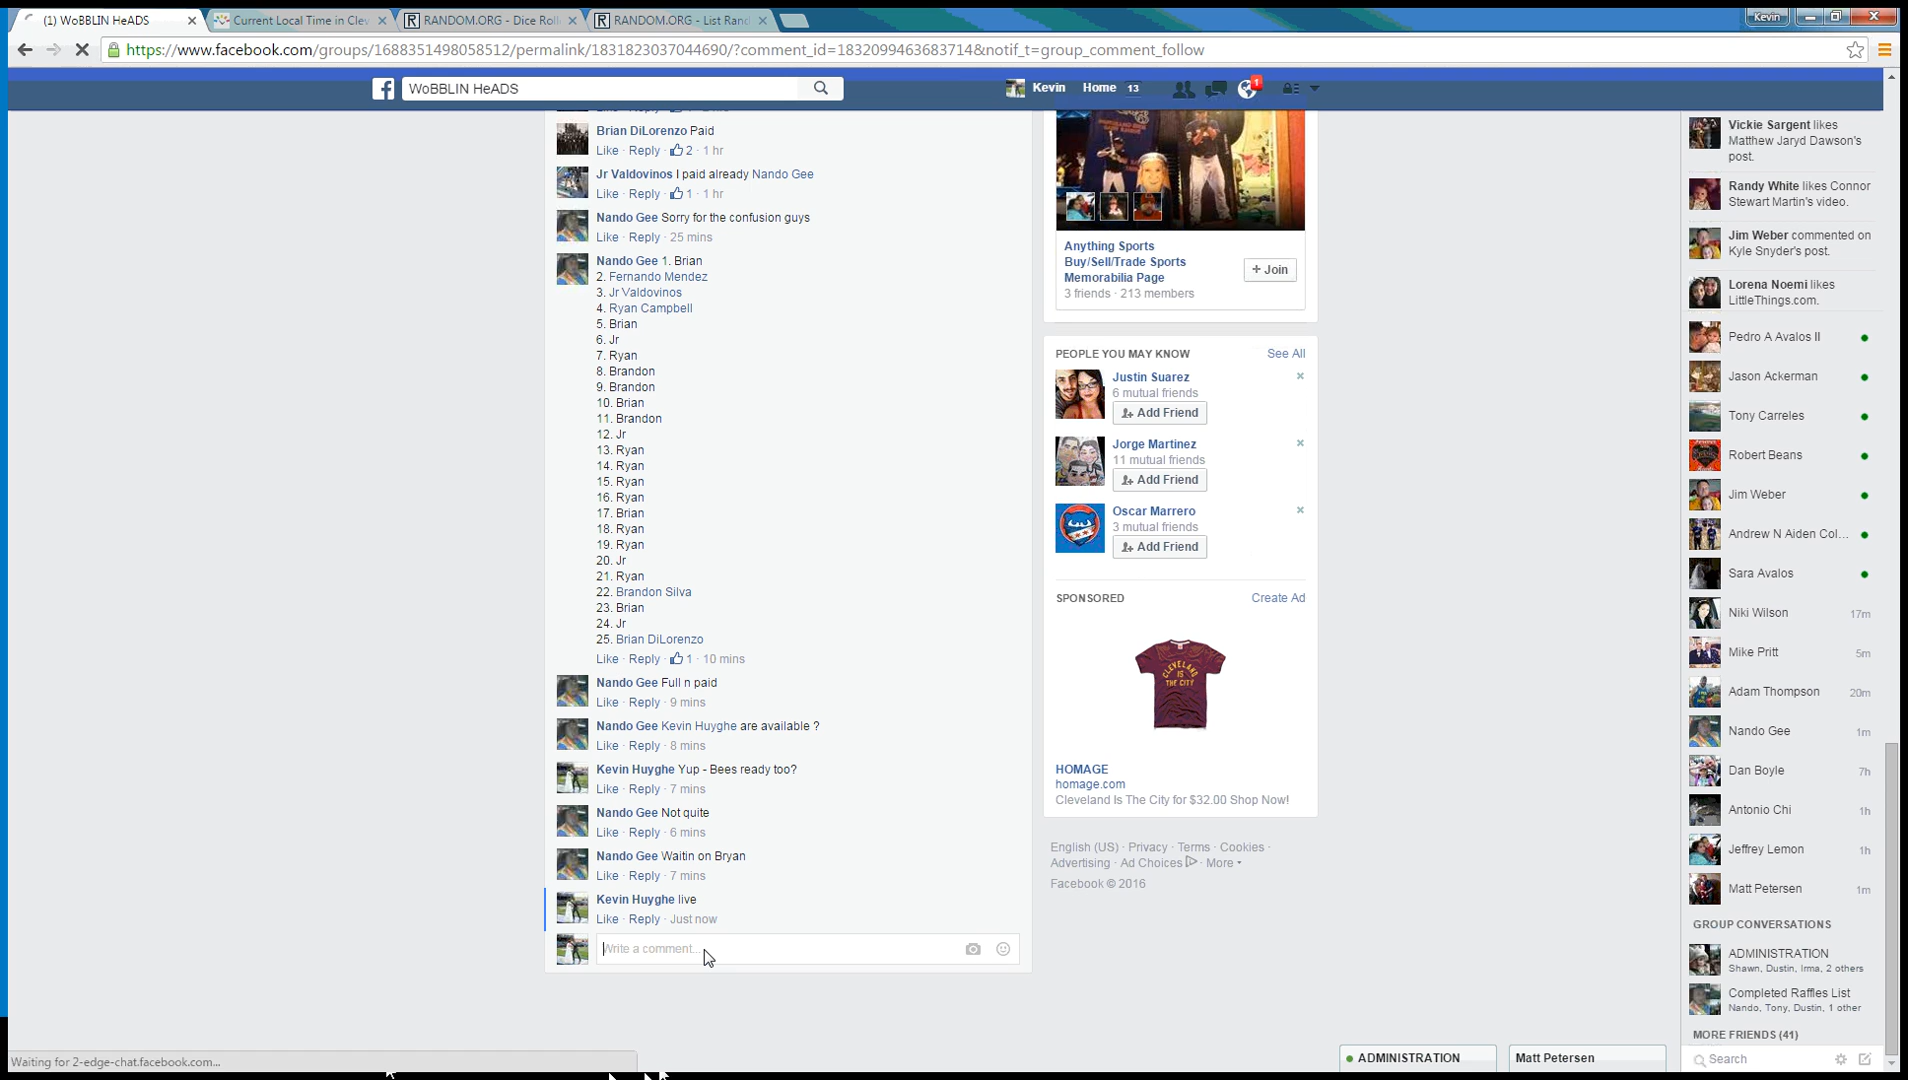 (1) WoBBLIN HeADS
Current Local Time in Clev
RANDOM.ORG - Dice Roll
RANDOM.ORG - List Rand
Kevin
https://www.facebook.com/groups/1688351498058512/permalink/1831823037044690/?comment_id=1832099463683714&notif_t=group_comment_follow
WoBBLIN HeADS
Kevin
Home 13
1
Brian DiLorenzo Paid
Like · Reply · 2 · 1 hr
Jr Valdovinos I paid already Nando Gee
Like · Reply · 1 · 1 hr
Nando Gee Sorry for the confusion guys
Like · Reply · 25 mins
Nando Gee 1. Brian
2. Fernando Mendez
3. Jr Valdovinos
4. Ryan Campbell
5. Brian
6. Jr
7. Ryan
8. Brandon
9. Brandon
10. Brian
11. Brandon
12. Jr
13. Ryan
14. Ryan
15. Ryan
16. Ryan
17. Brian
18. Ryan
19. Ryan
20. Jr
21. Ryan
22. Brandon Silva
23. Brian
24. Jr
25. Brian DiLorenzo
Like · Reply · 1 · 10 mins
Nando Gee Full n paid
Like · Reply · 9 mins
Nando Gee Kevin Huyghe are available ?
Like · Reply · 8 mins
Kevin Huyghe Yup - Bees ready too?
Like · Reply · 7 mins
Nando Gee Not quite
Like · Reply · 6 mins
Nando Gee Waitin on Bryan
Like · Reply · 7 mins
Kevin Huyghe live
Like · Reply · Just now
Write a comment...
Anything Sports
Buy/Sell/Trade Sports
Memorabilia Page
3 friends · 213 members
+ Join
PEOPLE YOU MAY KNOW
See All
Justin Suarez
6 mutual friends
Add Friend
Jorge Martinez
11 mutual friends
Add Friend
Oscar Marrero
3 mutual friends
Add Friend
SPONSORED
Create Ad
CLEVELAND
IS
THE CITY
HOMAGE
homage.com
Cleveland Is The City for $32.00 Shop Now!
English (US) · Privacy · Terms · Cookies ·
Advertising · Ad Choices · More
Facebook © 2016
Vickie Sargent likes
Matthew Jaryd Dawson's
post.
Randy White likes Connor
Stewart Martin's video.
Jim Weber commented on
Kyle Snyder's post.
Lorena Noemi likes
LittleThings.com.
Pedro A Avalos II
Jason Ackerman
Tony Carreles
Robert Beans
Jim Weber
Andrew N Aiden Col...
Sara Avalos
Niki Wilson 17m
Mike Pritt 5m
Adam Thompson 20m
Nando Gee 1m
Dan Boyle 7h
Antonio Chi 1h
Jeffrey Lemon 1h
Matt Petersen 1m
GROUP CONVERSATIONS
ADMINISTRATION
Shawn, Dustin, Irma, 2 others
Completed Raffles List
Nando, Tony, Dustin, 1 other
MORE FRIENDS (41)
Search
ADMINISTRATION
Matt Petersen
Waiting for 2-edge-chat.facebook.com...